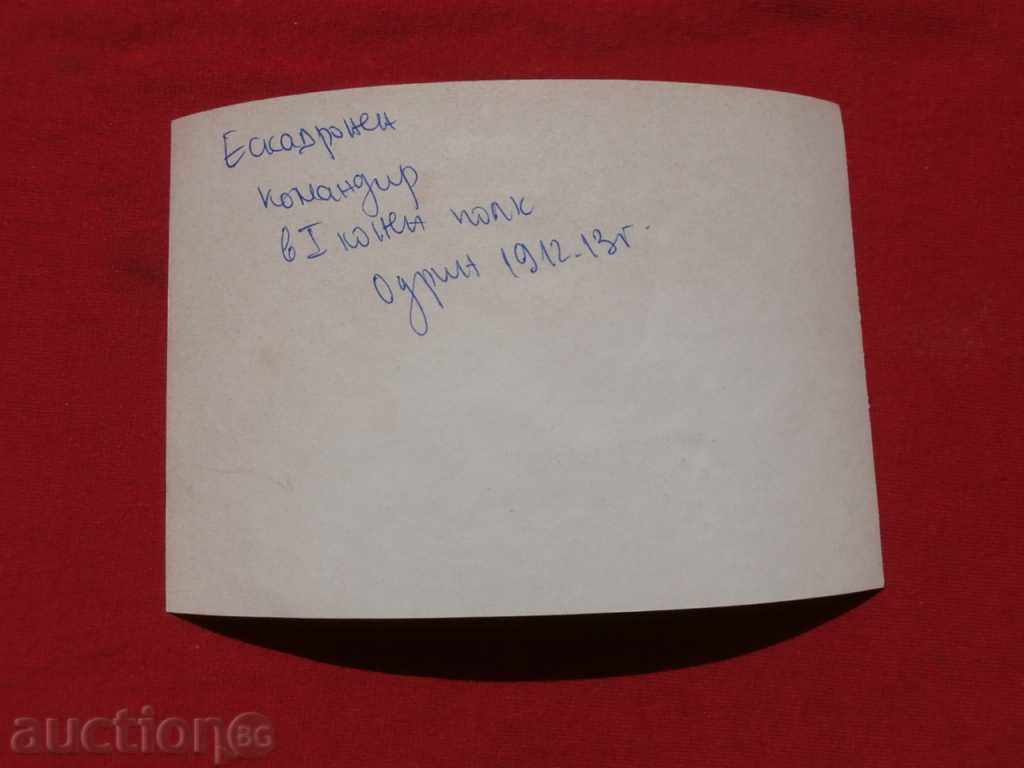 Ескадронен
командир
в I конен полк
Одрин 1912-13г.
auction.BG